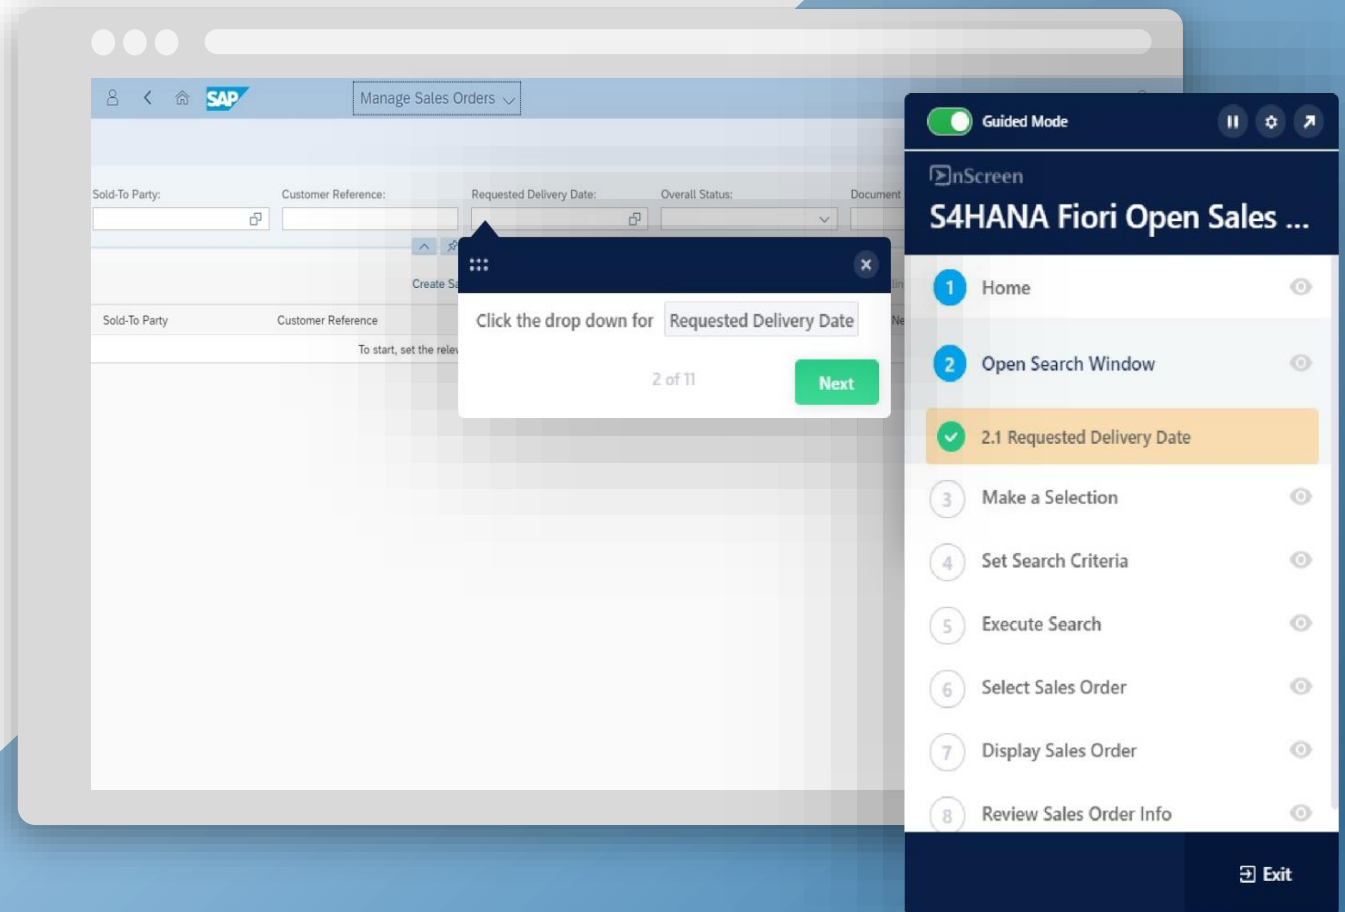 SAP
Manage Sales Orders
Sold-To Party:
Customer Reference:
Requested Delivery Date:
Overall Status:
Document
Create Sa
Sold-To Party
Customer Reference
Ne
To start, set the relev
Click the drop down for Requested Delivery Date
2 of 11
Next
Guided Mode
OnScreen
S4HANA Fiori Open Sales ...
1 Home
2 Open Search Window
2.1 Requested Delivery Date
3 Make a Selection
4 Set Search Criteria
5 Execute Search
6 Select Sales Order
7 Display Sales Order
8 Review Sales Order Info
Exit